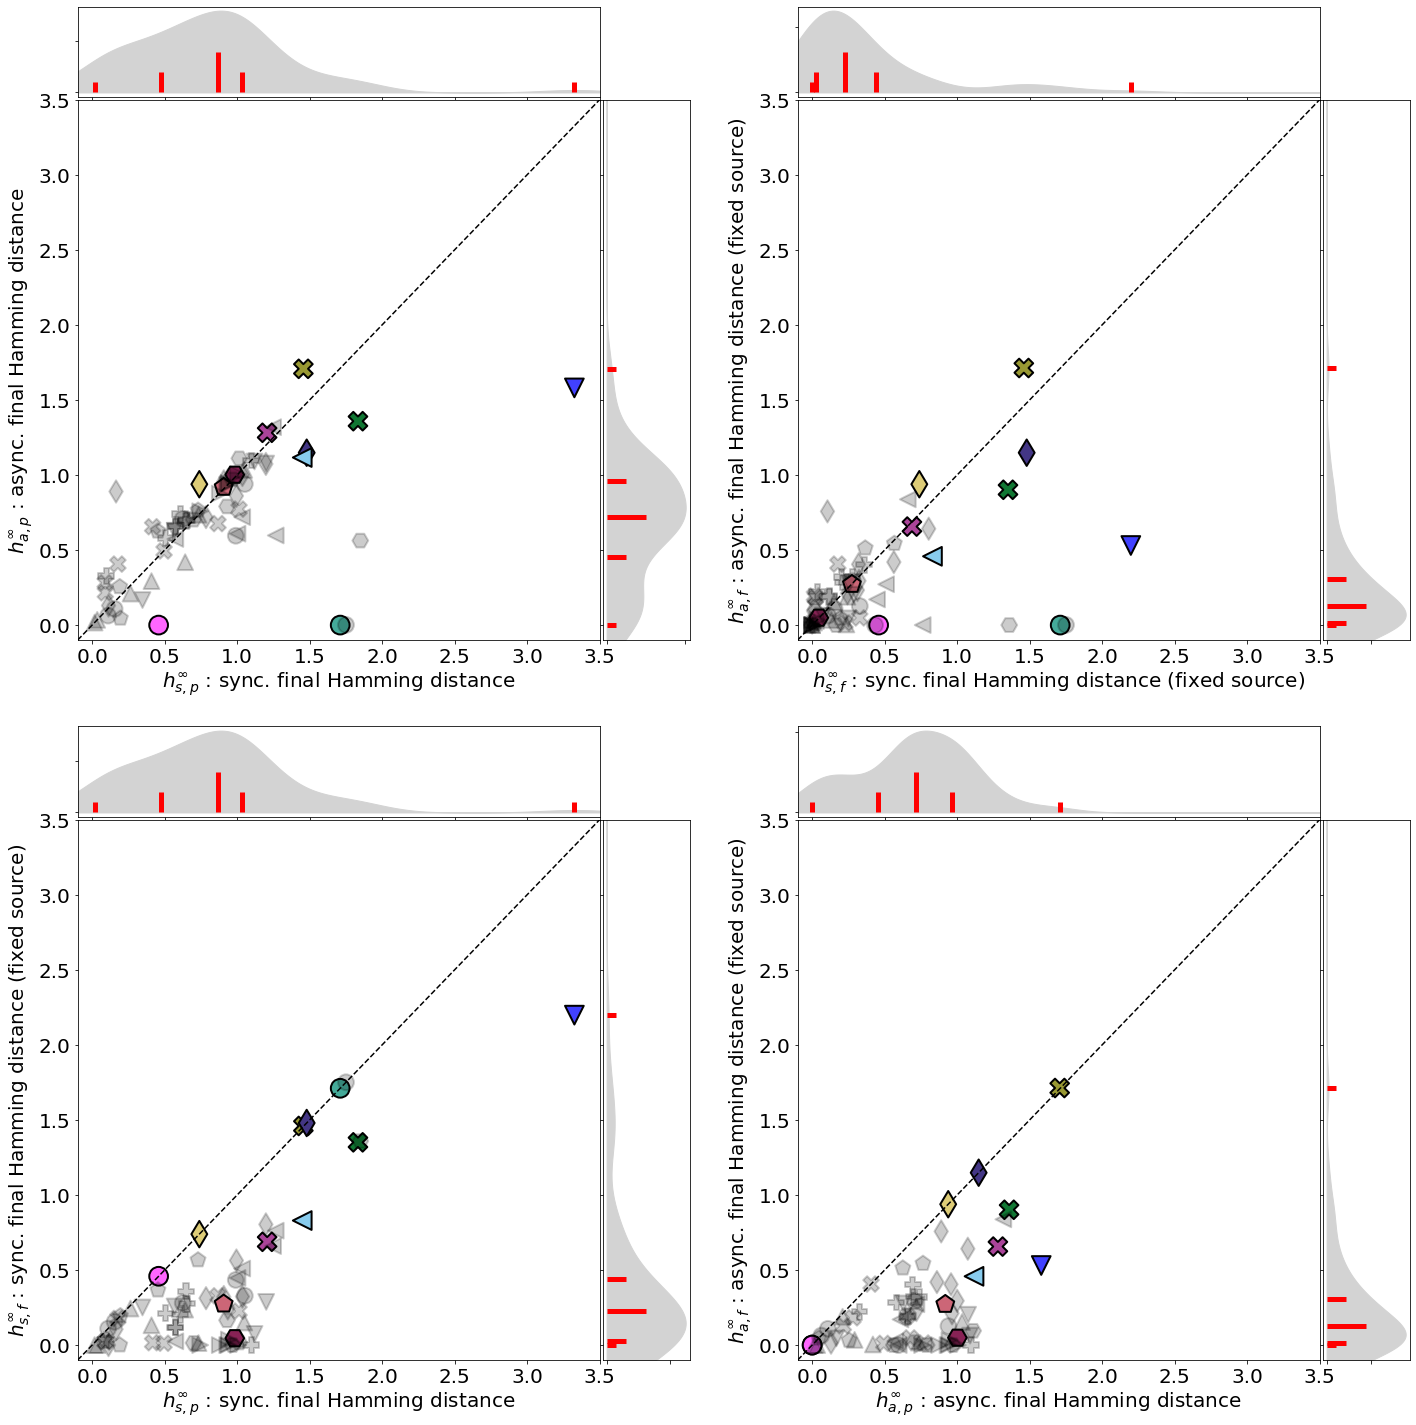 3.5
3.0
2.5
2.0
1.5
1.0
0.5
0.0
h^∞_{a,p} : async. final Hamming distance
0.0 0.5 1.0 1.5 2.0 2.5 3.0 3.5
h^∞_{s,p} : sync. final Hamming distance
3.5
3.0
2.5
2.0
1.5
1.0
0.5
0.0
h^∞_{a,f} : async. final Hamming distance (fixed source)
0.0 0.5 1.0 1.5 2.0 2.5 3.0 3.5
h^∞_{s,f} : sync. final Hamming distance (fixed source)
3.5
3.0
2.5
2.0
1.5
1.0
0.5
0.0
h^∞_{s,f} : sync. final Hamming distance (fixed source)
0.0 0.5 1.0 1.5 2.0 2.5 3.0 3.5
h^∞_{s,p} : sync. final Hamming distance
3.5
3.0
2.5
2.0
1.5
1.0
0.5
0.0
h^∞_{a,f} : async. final Hamming distance (fixed source)
0.0 0.5 1.0 1.5 2.0 2.5 3.0 3.5
h^∞_{a,p} : async. final Hamming distance